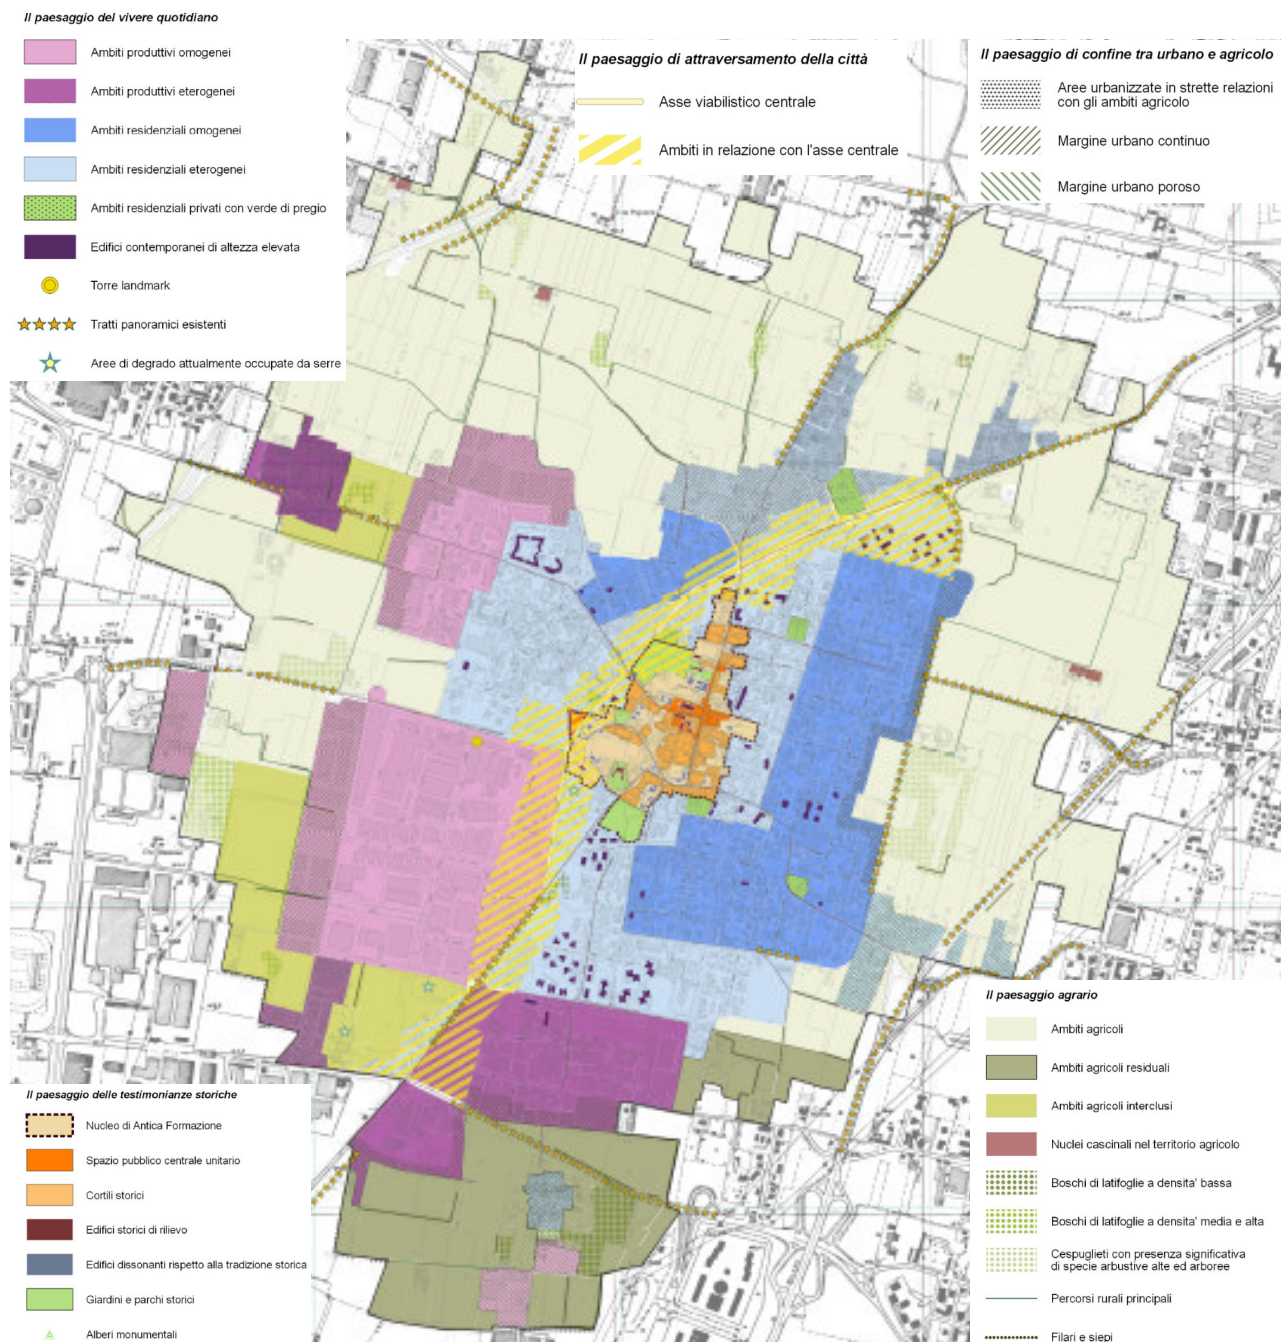 Il paesaggio del vivere quotidiano
Ambiti produttivi omogenei
Ambiti produttivi eterogenei
Ambiti residenziali omogenei
Ambiti residenziali eterogenei
Ambiti residenziali privati con verde di pregio
Edifici contemporanei di altezza elevata
Torre landmark
Tratti panoramici esistenti
Aree di degrado attualmente occupate da serre
Il paesaggio di attraversamento della città
Asse viabilistico centrale
Ambiti in relazione con l'asse centrale
Il paesaggio di confine tra urbano e agricolo
Aree urbanizzate in strette relazioni
con gli ambiti agricolo
Margine urbano continuo
Margine urbano poroso
Il paesaggio delle testimonianze storiche
Nucleo di Antica Formazione
Spazio pubblico centrale unitario
Cortili storici
Edifici storici di rilievo
Edifici dissonanti rispetto alla tradizione storica
Giardini e parchi storici
Alberi monumentali
Il paesaggio agrario
Ambiti agricoli
Ambiti agricoli residuali
Ambiti agricoli interclusi
Nuclei cascinali nel territorio agricolo
Boschi di latifoglie a densita' bassa
Boschi di latifoglie a densita' media e alta
Cespuglieti con presenza significativa
di specie arbustive alte ed arboree
Percorsi rurali principali
Filari e siepi